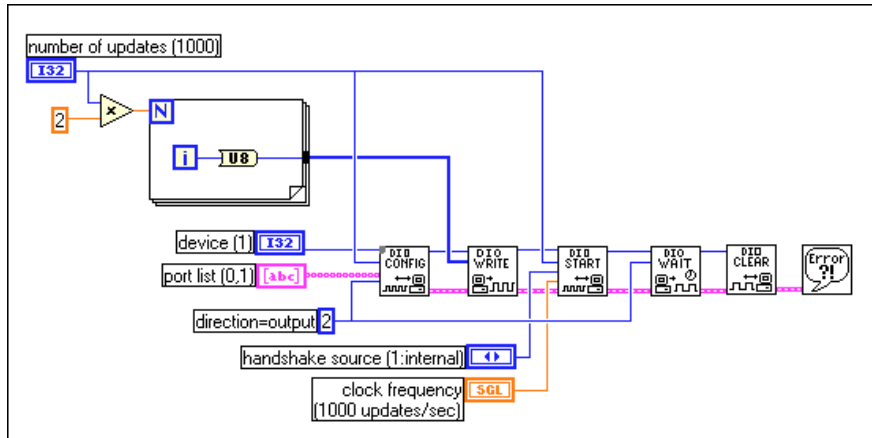 number of updates (1000)
I32
2
x
N
i
U8
device (1)
I32
port list (0,1)
[abc]
DIO
CONFIG
DIO
WRITE
DIO
START
DIO
WAIT
DIO
CLEAR
Error
?!
direction=output
2
handshake source (1:internal)
clock frequency
(1000 updates/sec)
SGL